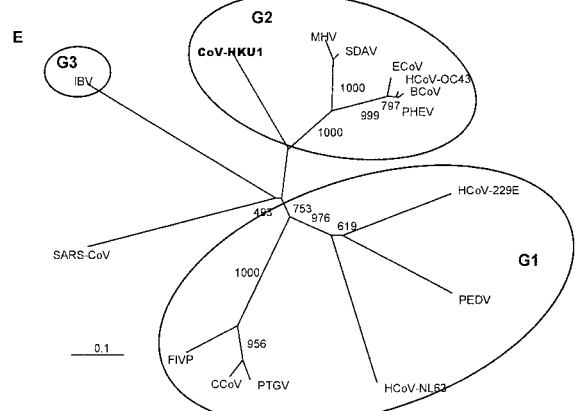 E
G2
MHV
SDAV
CoV-HKU1
G3
IBV
ECoV
HCoV-OC43
BCoV
1000
797
PHEV
999
1000
HCoV-229E
493
753
976
619
SARS-CoV
G1
1000
PEDV
0.1
956
FIVP
CCoV
PTGV
HCoV-NL63